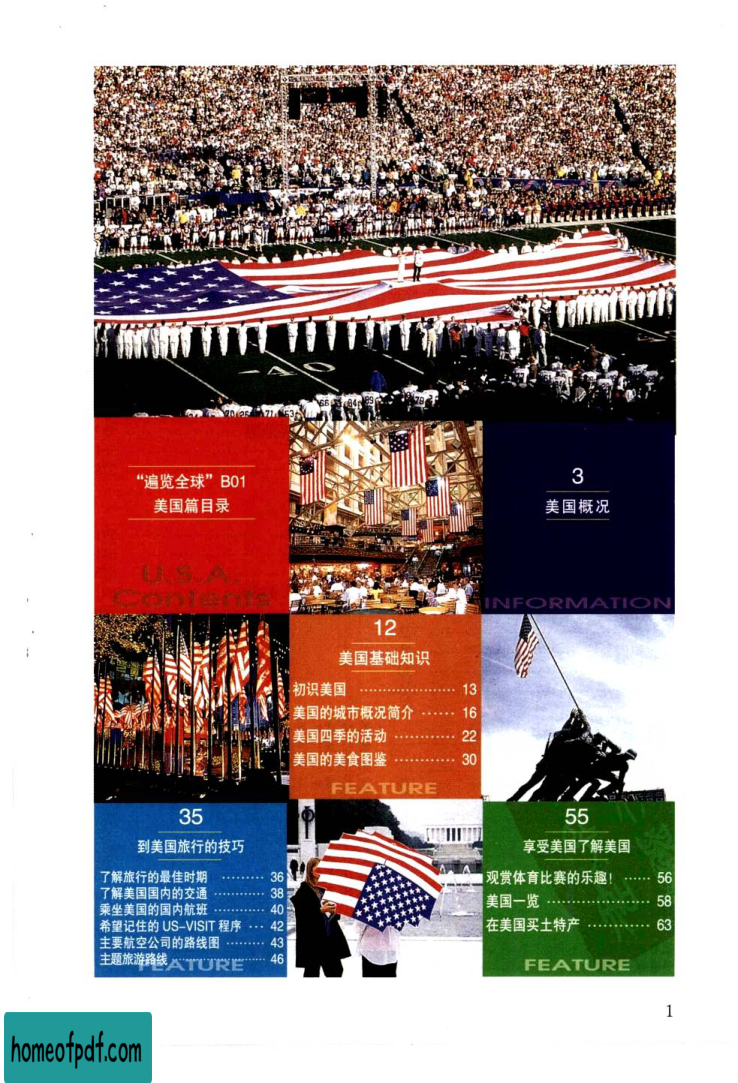 “遍览全球”B01
美国篇目录
U.S.A.
Contents
3
美国概况
INFORMATION
12
美国基础知识
初识美国 ····················· 13
美国的城市概况简介 ······ 16
美国四季的活动 ············ 22
美国的美食图鉴 ············ 30
FEATURE
35
到美国旅行的技巧
了解旅行的最佳时期 ········· 36
了解美国国内的交通 ············ 38
乘坐美国的国内航班 ············ 40
希望记住的 US-VISIT 程序 ··· 42
主要航空公司的路线图 ········· 43
主题旅游路线 ······················ 46
FEATURE
55
享受美国了解美国
观赏体育比赛的乐趣! ······ 56
美国一览 ······················ 58
在美国买土特产 ············ 63
FEATURE
1
homeofpdf.com